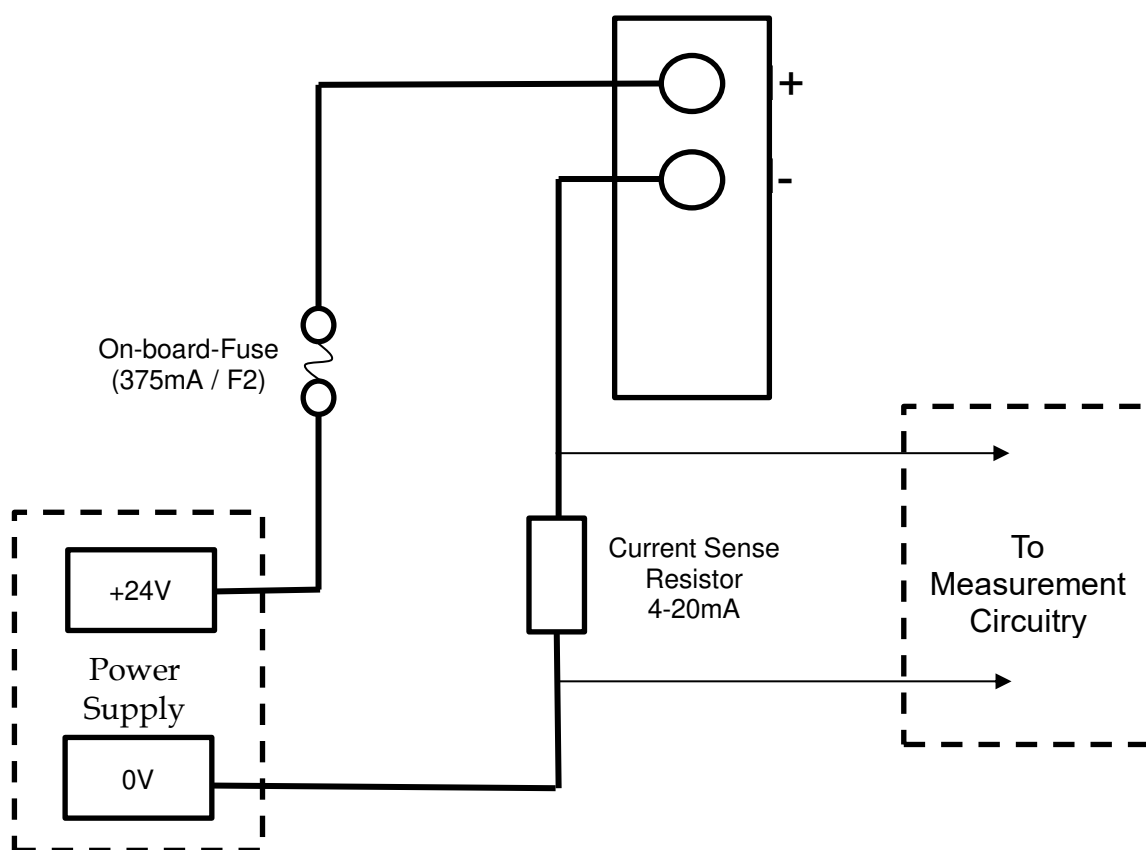 +
-
On-board-Fuse
(375mA / F2)
Current Sense
Resistor
4-20mA
To
Measurement
Circuitry
+24V
Power
Supply
0V